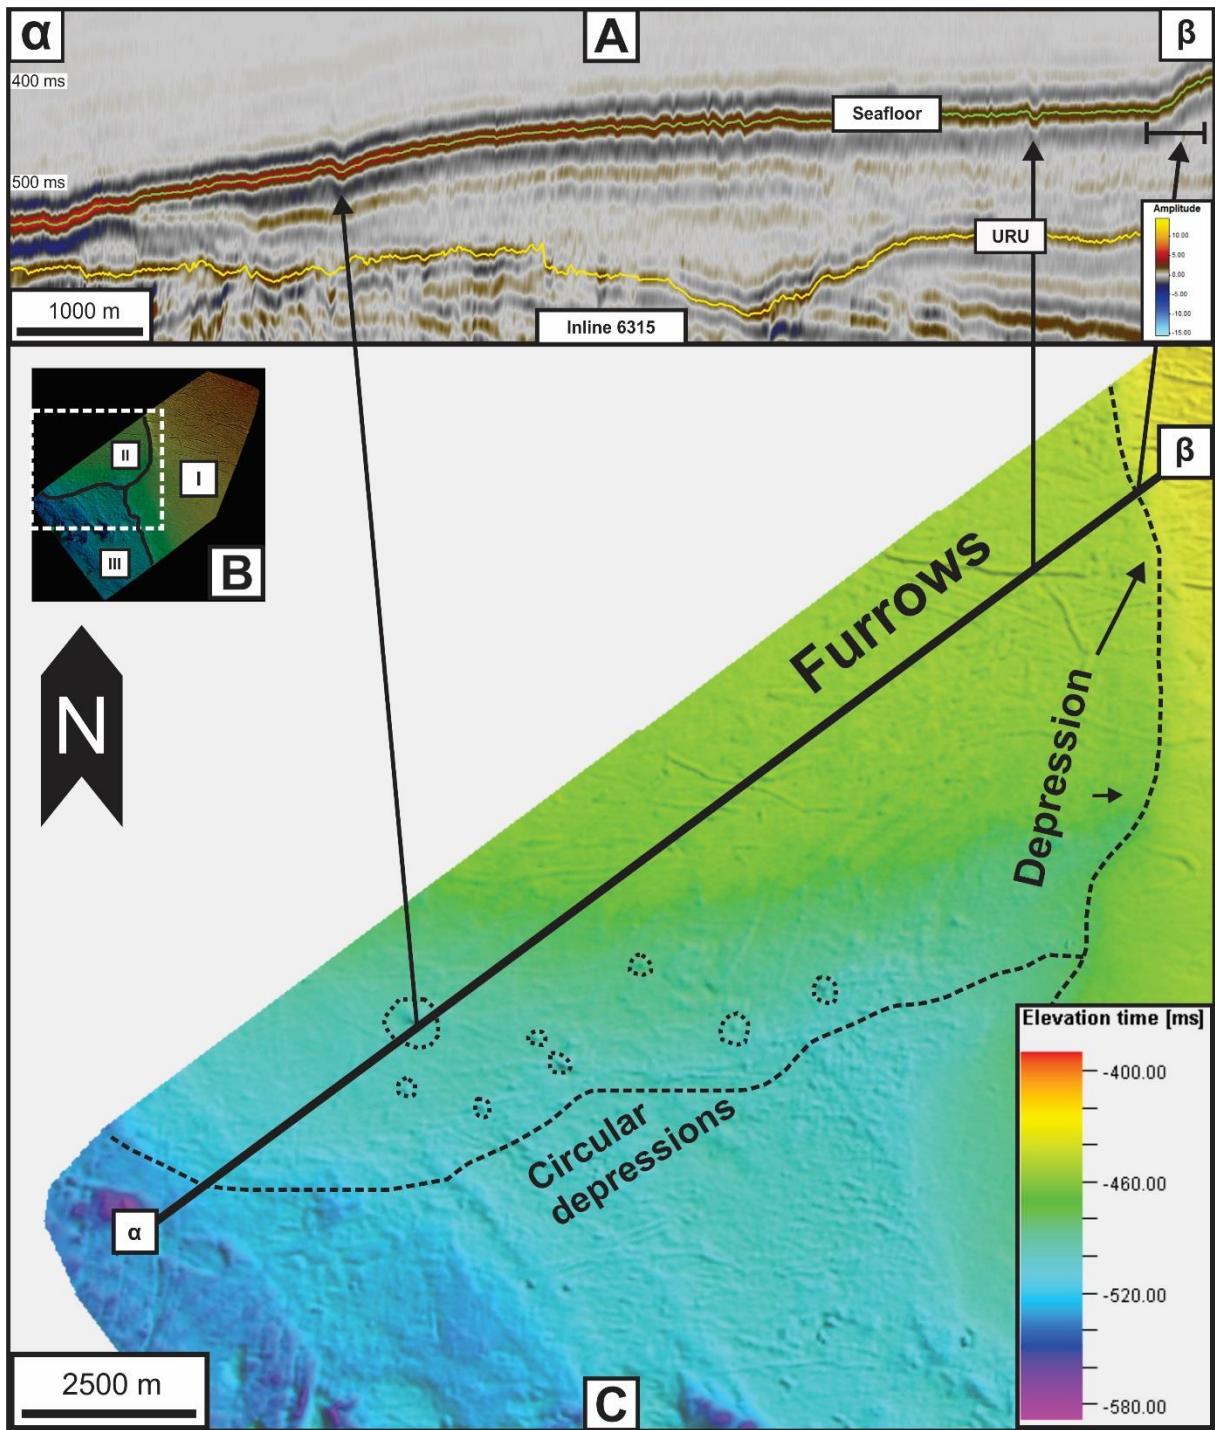 α
A
β
400 ms
Seafloor
500 ms
Amplitude
10.00
5.00
0.00
-5.00
-10.00
-15.00
URU
1000 m
Inline 6315
II
I
III
B
β
N
Furrows
Depression
Circular
depressions
α
Elevation time [ms]
-400.00
-460.00
-520.00
-580.00
2500 m
C